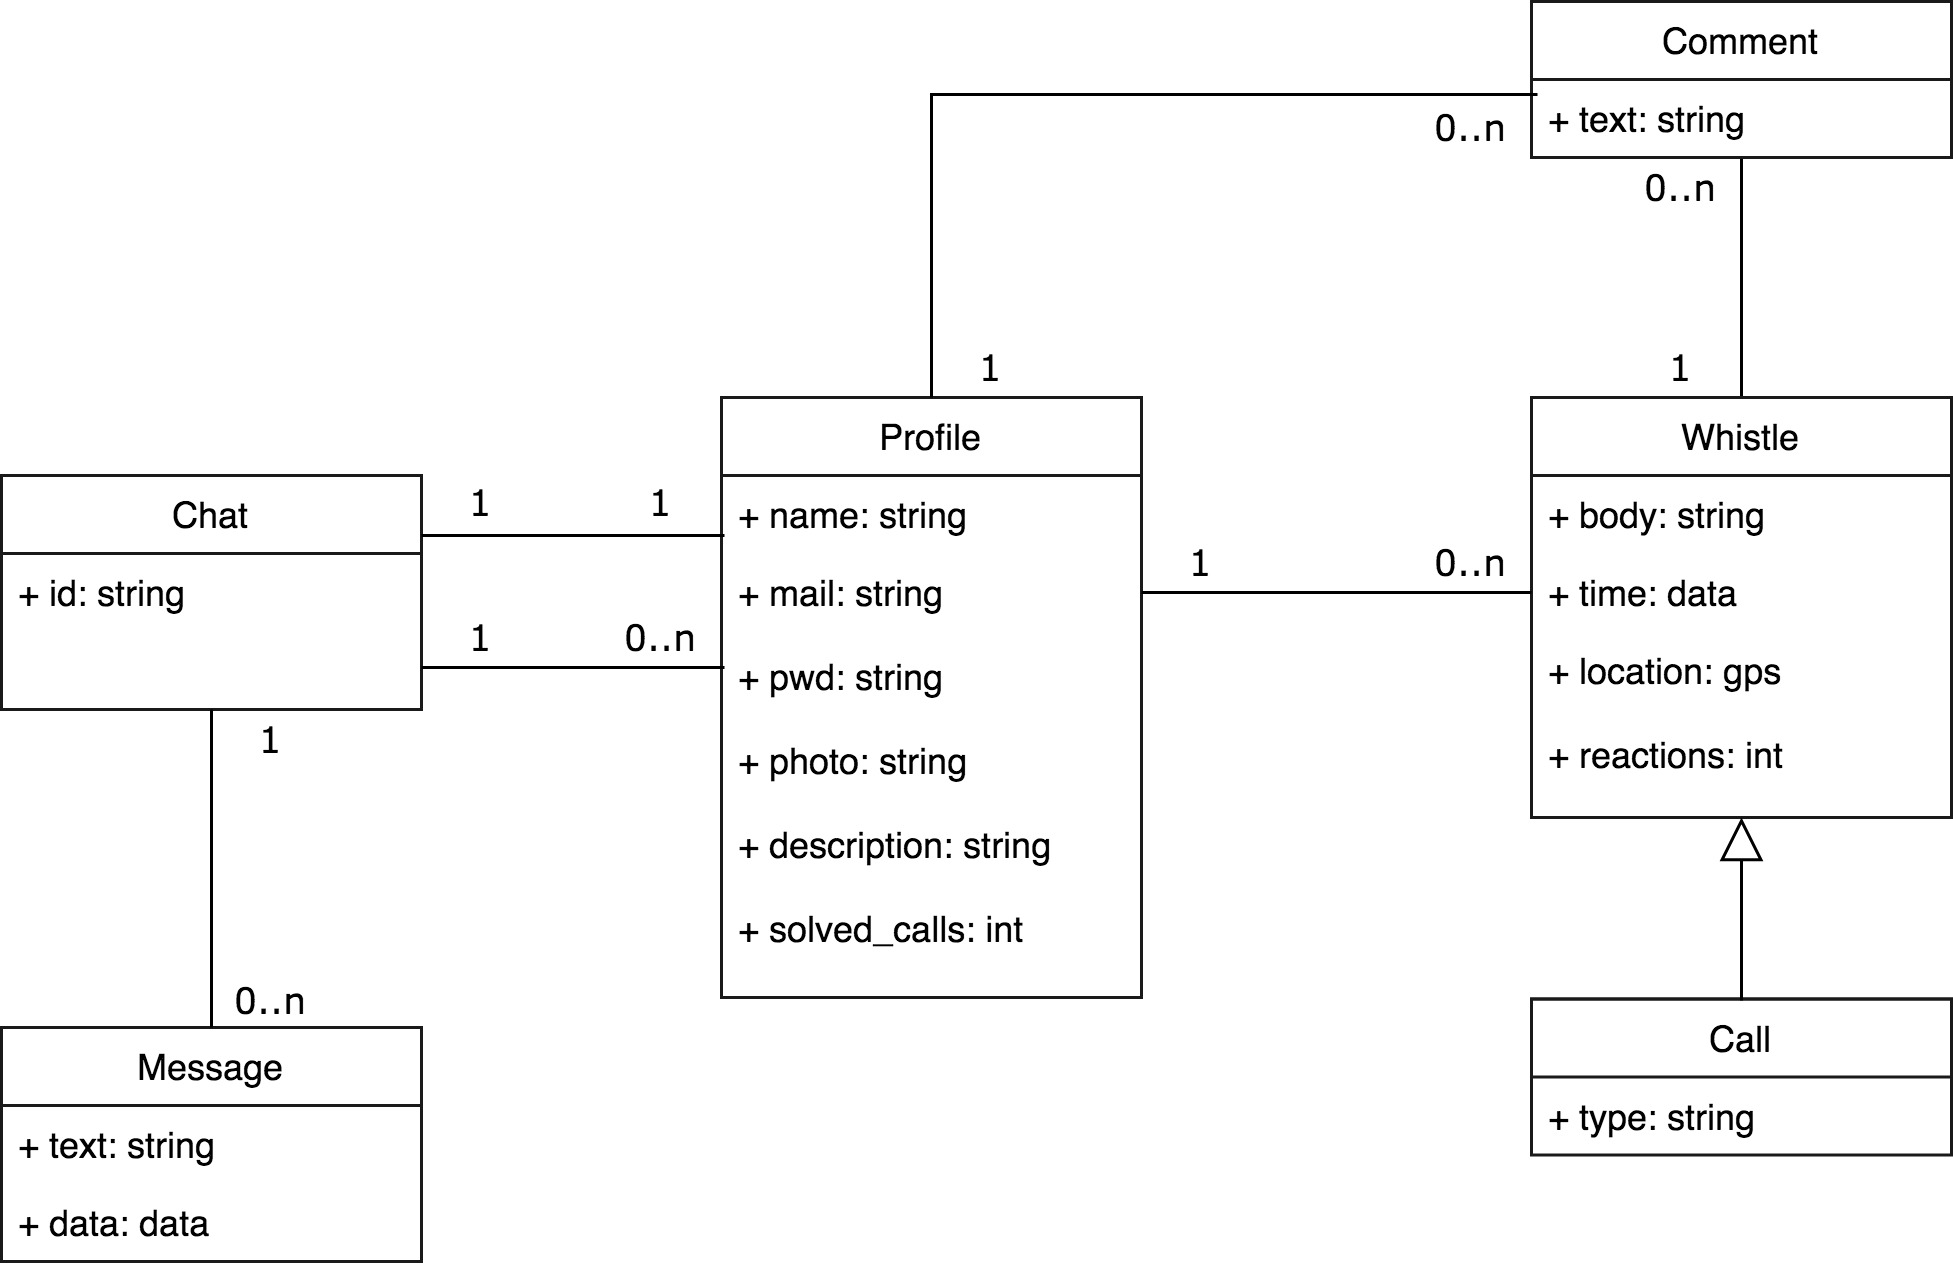 Comment
+ text: string
0..n
0..n
1
1
Profile
+ name: string
+ mail: string
+ pwd: string
+ photo: string
+ description: string
+ solved_calls: int
Whistle
+ body: string
+ time: data
+ location: gps
+ reactions: int
Chat
+ id: string
1
1
1
0..n
1
0..n
1
0..n
Message
+ text: string
+ data: data
Call
+ type: string